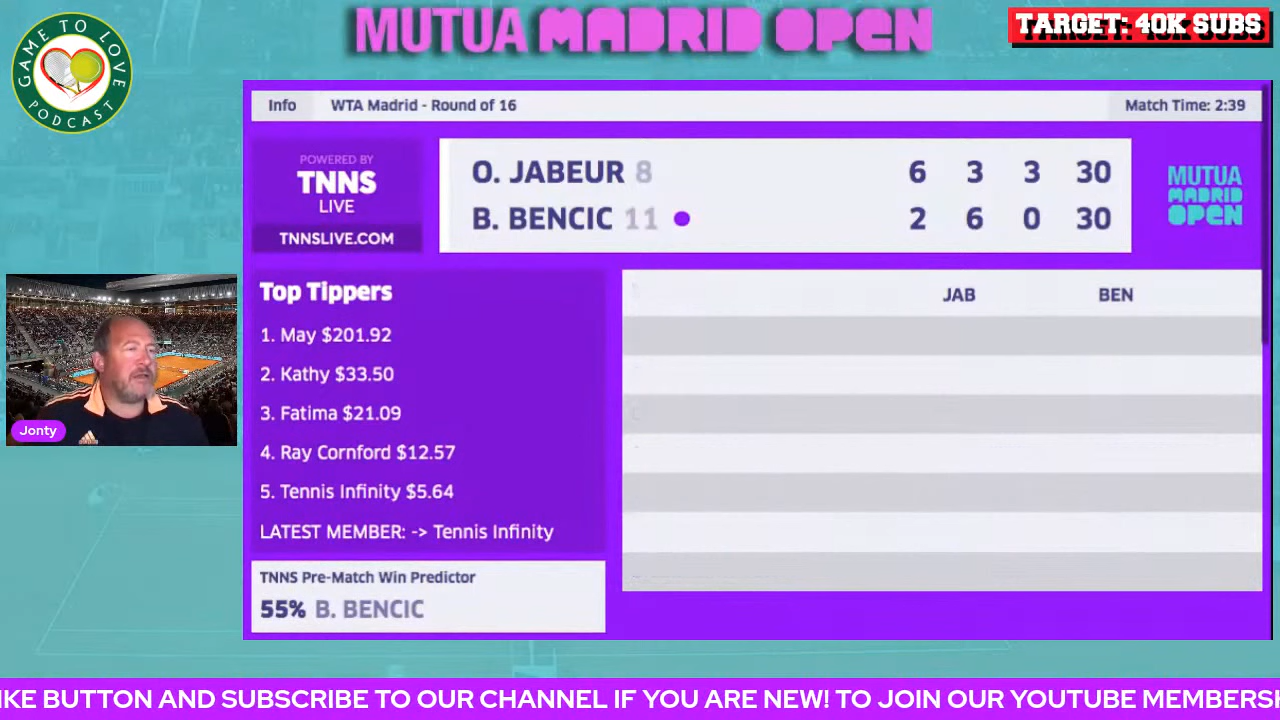 GAME TO LOVE
PODCAST
MUTUA MADRID OPEN
TARGET: 40K SUBS
Info
WTA Madrid - Round of 16
Match Time: 2:39
POWERED BY
TNNS
LIVE
TNNSLIVE.COM
O. JABEUR 8 6 3 3 30
B. BENCIC 11 2 6 0 30
MUTUA
MADRID
OPEN
Top Tippers
1. May $201.92
2. Kathy $33.50
3. Fatima $21.09
4. Ray Cornford $12.57
5. Tennis Infinity $5.64
LATEST MEMBER: -> Tennis Infinity
JAB BEN
Jonty
TNNS Pre-Match Win Predictor
55% B. BENCIC
IKE BUTTON AND SUBSCRIBE TO OUR CHANNEL IF YOU ARE NEW! TO JOIN OUR YOUTUBE MEMBERS